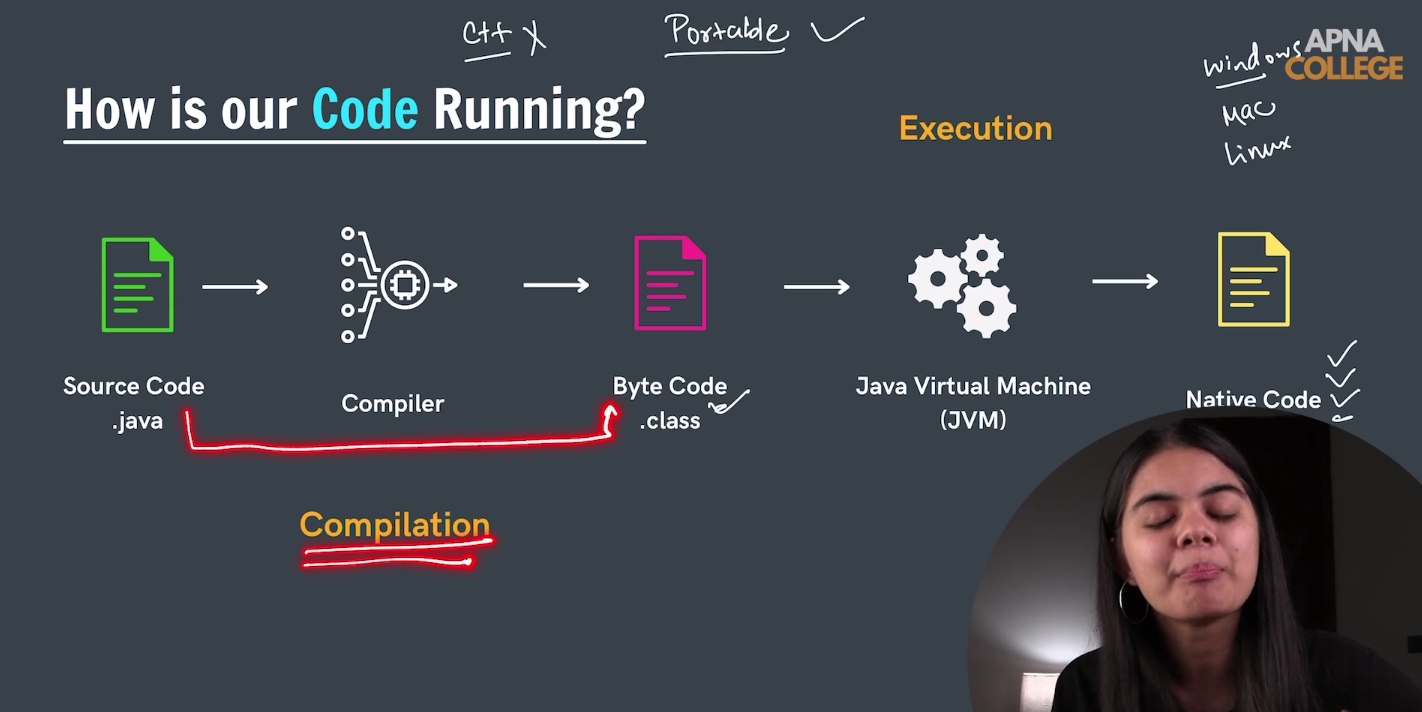 C++ X
Portable
Windows
Mac
Linux
APNA
COLLEGE
How is our Code Running?
Execution
Source Code
.java
Compiler
Byte Code
.class
Java Virtual Machine
(JVM)
Native Code
Compilation